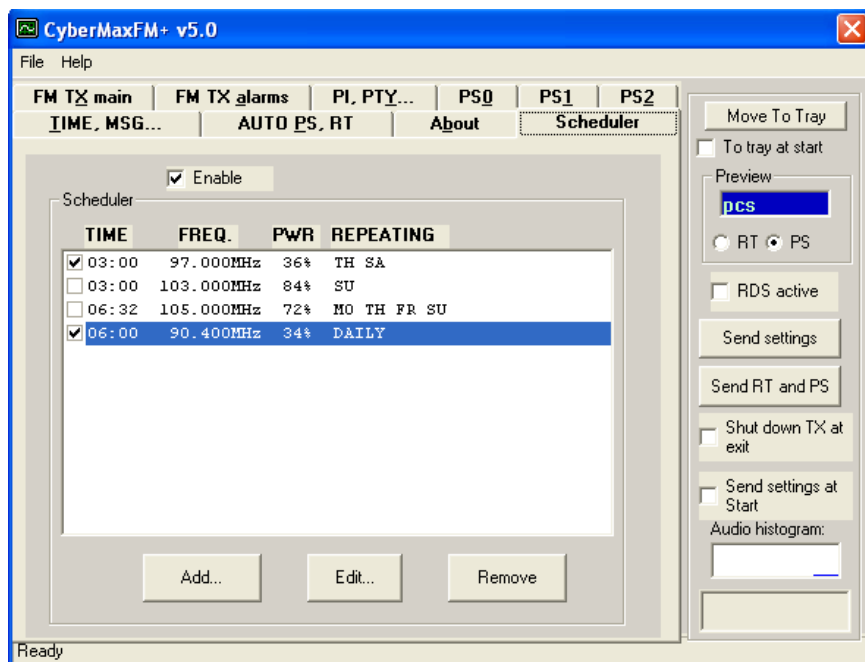 CyberMaxFM+ v5.0
File Help
FM TX main FM TX alarms PI, PTY... PS0 PS1 PS2
TIME, MSG... AUTO PS, RT About Scheduler
Enable
Scheduler
TIME FREQ. PWR REPEATING
03:00 97.000MHz 36% TH SA
03:00 103.000MHz 84% SU
06:32 105.000MHz 72% MO TH FR SU
06:00 90.400MHz 34% DAILY
Add... Edit... Remove
Move To Tray
To tray at start
Preview
pcs
RT PS
RDS active
Send settings
Send RT and PS
Shut down TX at
exit
Send settings at
Start
Audio histogram:
Ready